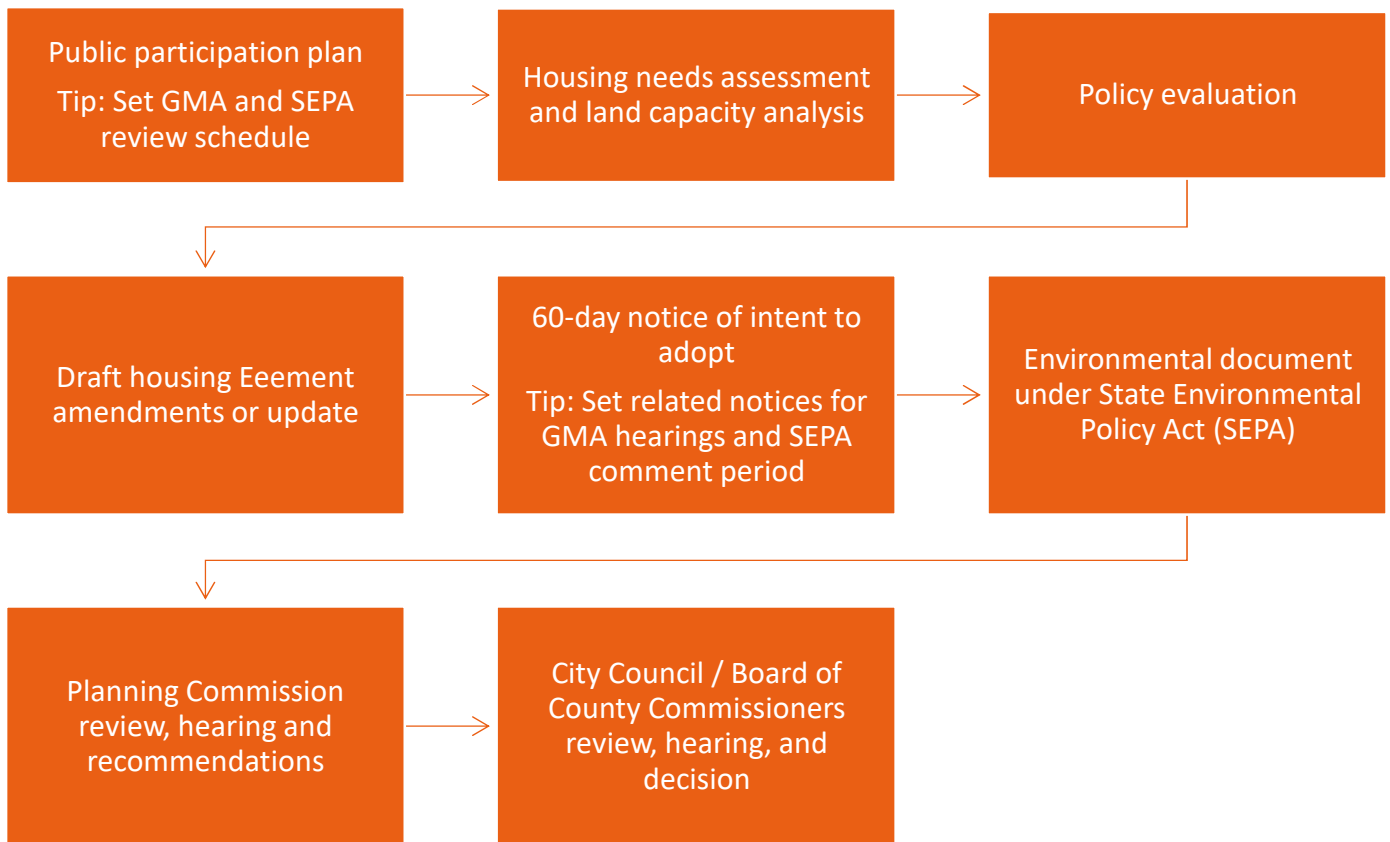 Public participation plan
Tip: Set GMA and SEPA
review schedule
Housing needs assessment
and land capacity analysis
Policy evaluation
Draft housing Eeement
amendments or update
60-day notice of intent to
adopt
Tip: Set related notices for
GMA hearings and SEPA
comment period
Environmental document
under State Environmental
Policy Act (SEPA)
Planning Commission
review, hearing and
recommendations
City Council / Board of
County Commissioners
review, hearing, and
decision